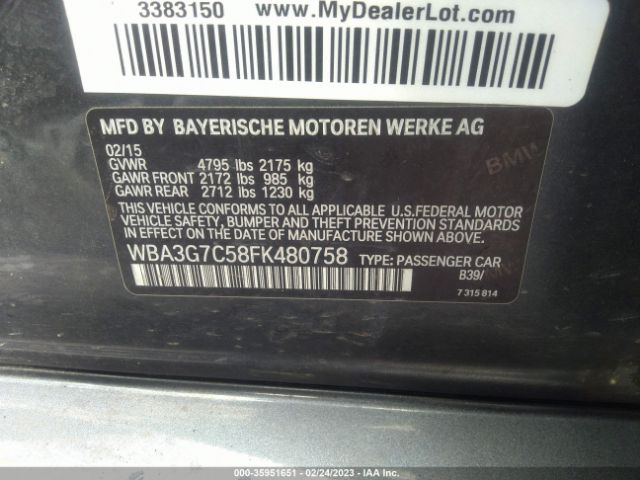 3383150 www.MyDealerLot.com
MFD BY BAYERISCHE MOTOREN WERKE AG
02/15
GVWR 4795 lbs 2175 kg
GAWR FRONT 2172 lbs 985 kg
GAWR REAR 2712 lbs 1230 kg
THIS VEHICLE CONFORMS TO ALL APPLICABLE U.S.FEDERAL MOTOR
VEHICLE SAFETY, BUMPER AND THEFT PREVENTION STANDARDS
IN EFFECT ON THE DATE OF MANUFACTURE SHOWN ABOVE.
WBA3G7C58FK480758 TYPE: PASSENGER CAR
B39/
7 315 814
BMW
000-35951651 - 02/24/2023 - IAA Inc.